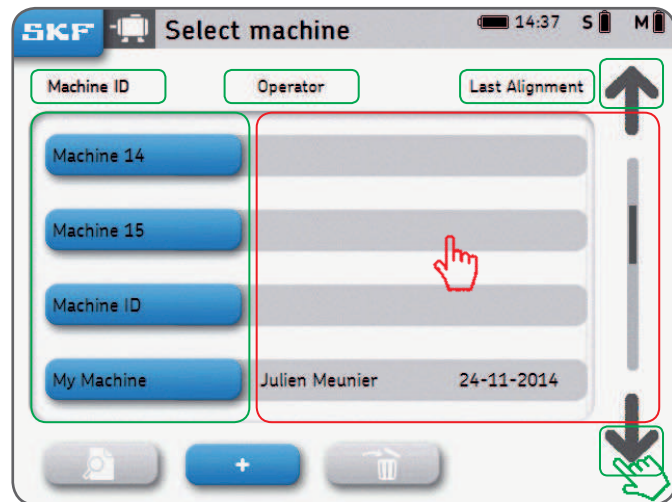 SKF Select machine 14:37 S M
Machine ID Operator Last Alignment
Machine 14
Machine 15
Machine ID
My Machine Julien Meunier 24-11-2014
+